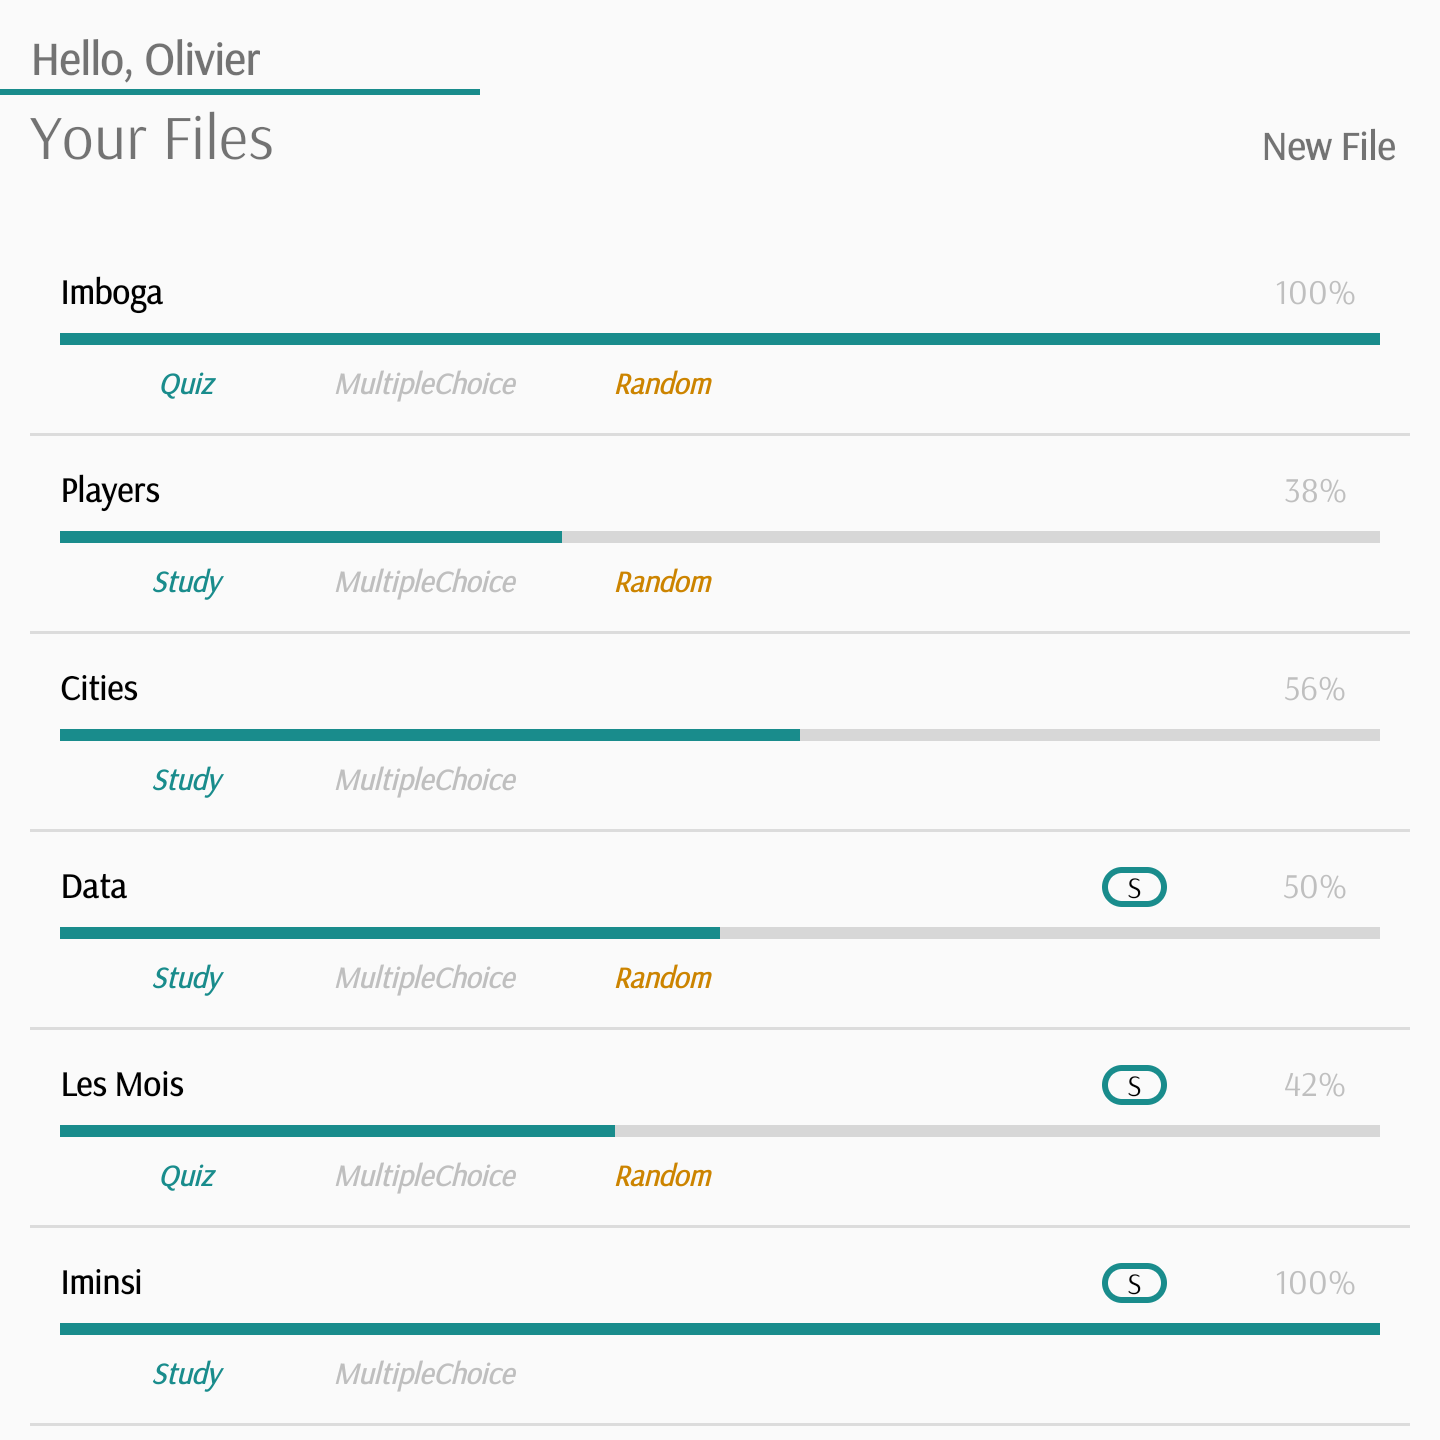 Hello, Olivier
Your Files
New File
Imboga 100%
Quiz MultipleChoice Random
Players 38%
Study MultipleChoice Random
Cities 56%
Study MultipleChoice
Data S 50%
Study MultipleChoice Random
Les Mois S 42%
Quiz MultipleChoice Random
Iminsi S 100%
Study MultipleChoice